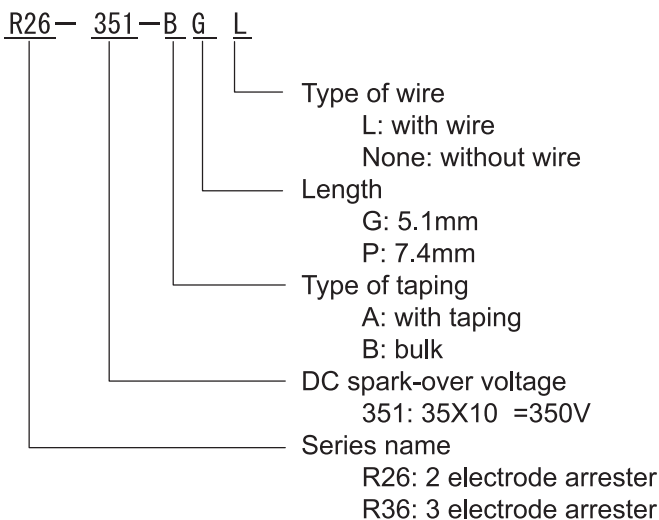 R26- 351-B G L
Type of wire
L: with wire
None: without wire
Length
G: 5.1mm
P: 7.4mm
Type of taping
A: with taping
B: bulk
DC spark-over voltage
351: 35X10 =350V
Series name
R26: 2 electrode arrester
R36: 3 electrode arrester